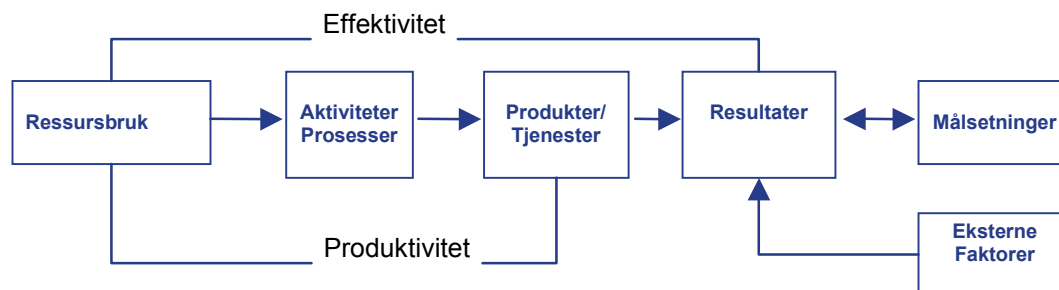 Effektivitet
Ressursbruk
Aktiviteter
Prosesser
Produkter/
Tjenester
Resultater
Målsetninger
Produktivitet
Eksterne
Faktorer